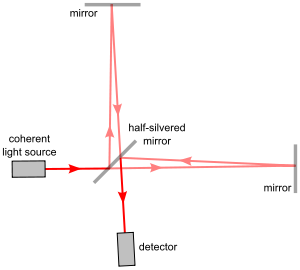 mirror
half-silvered
mirror
coherent
light source
mirror
detector